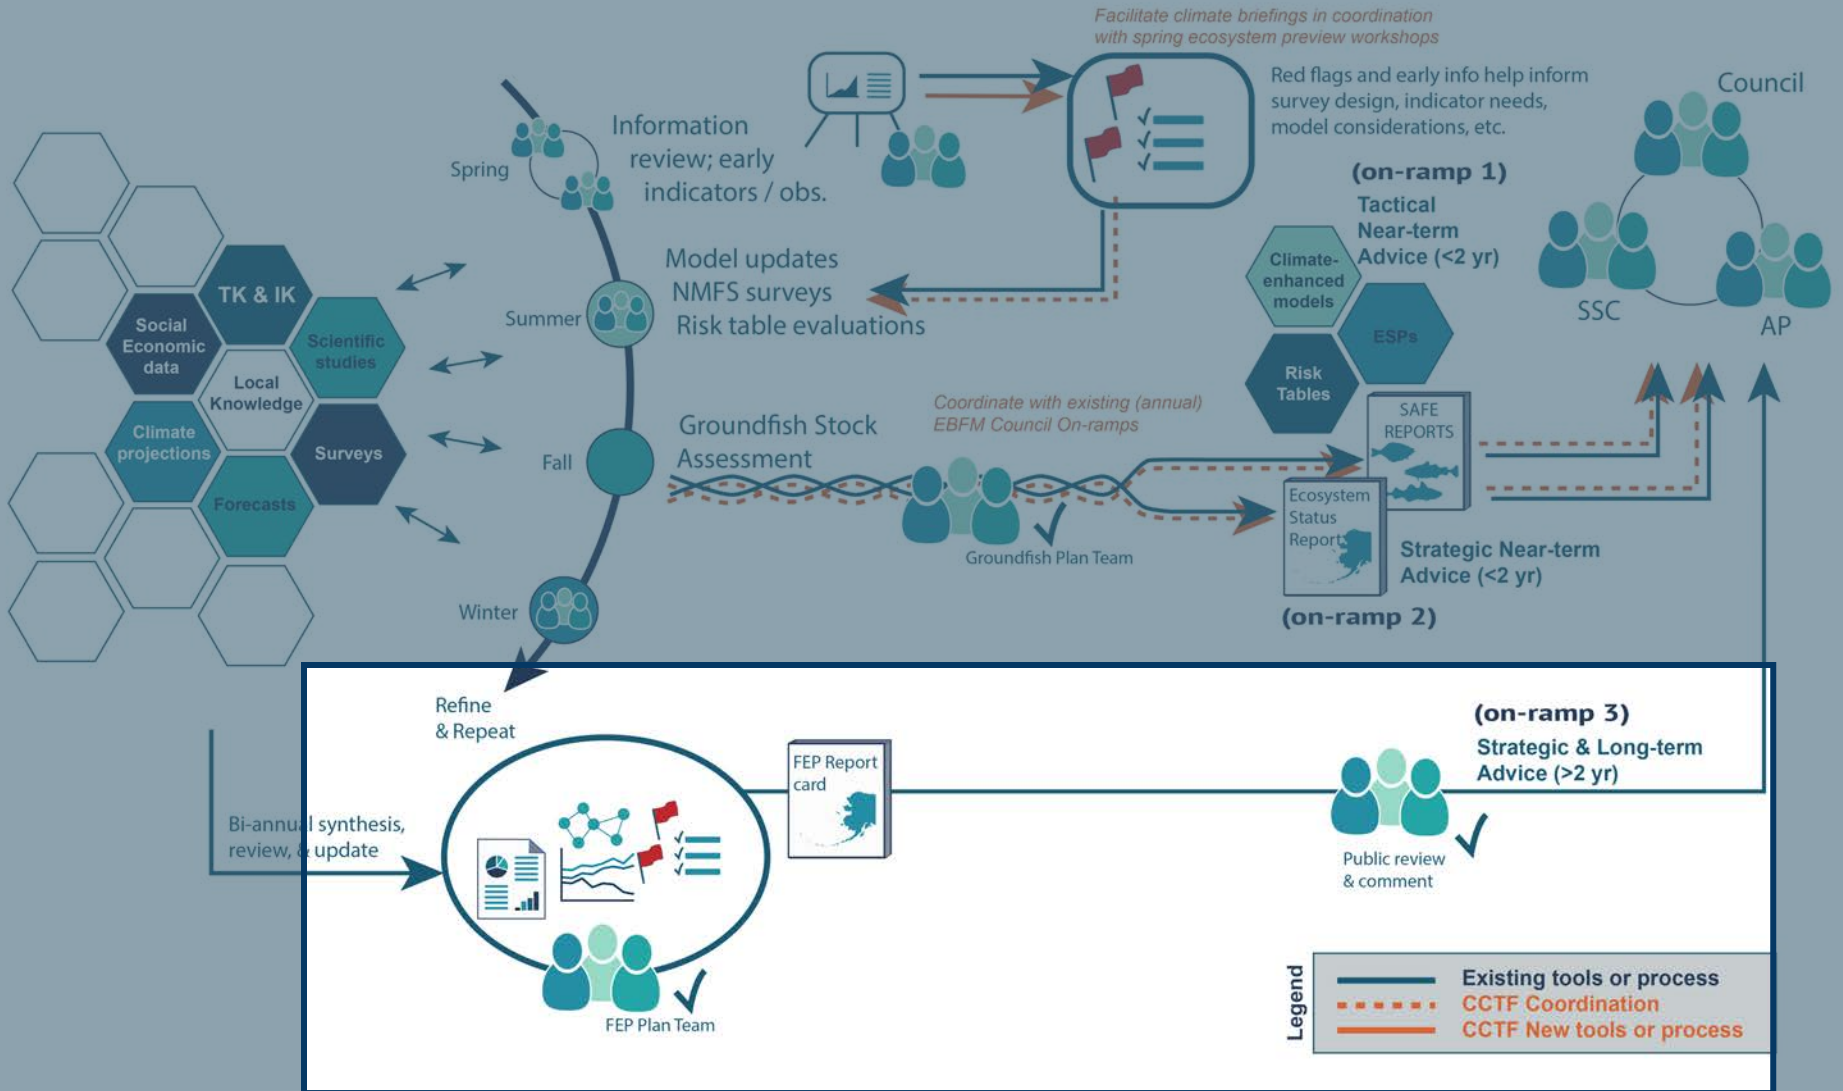 Facilitate climate briefings in coordination
with spring ecosystem preview workshops
Red flags and early info help inform
survey design, indicator needs,
model considerations, etc.
Council
SSC
AP
(on-ramp 1)
Tactical
Near-term
Advice (<2 yr)
Spring
Information
review; early
indicators / obs.
Summer
Model updates
NMFS surveys
Risk table evaluations
TK & IK
Social
Economic
data
Scientific
studies
Local
Knowledge
Climate
projections
Surveys
Forecasts
Climate-
enhanced
models
ESPs
Risk
Tables
Fall
Groundfish Stock
Assessment
Coordinate with existing (annual)
EBFM Council On-ramps
Groundfish Plan Team
SAFE
REPORTS
Ecosystem
Status
Report
Strategic Near-term
Advice (<2 yr)
(on-ramp 2)
Winter
Refine
& Repeat
Bi-annual synthesis,
review, & update
FEP Report
card
FEP Plan Team
(on-ramp 3)
Strategic & Long-term
Advice (>2 yr)
Public review
& comment
Legend
Existing tools or process
CCTF Coordination
CCTF New tools or process